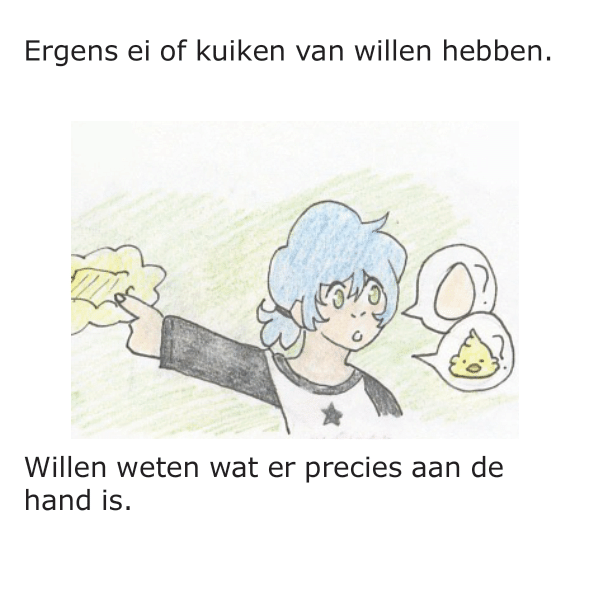 Ergens ei of kuiken van willen hebben.
?
?
Willen weten wat er precies aan de
hand is.